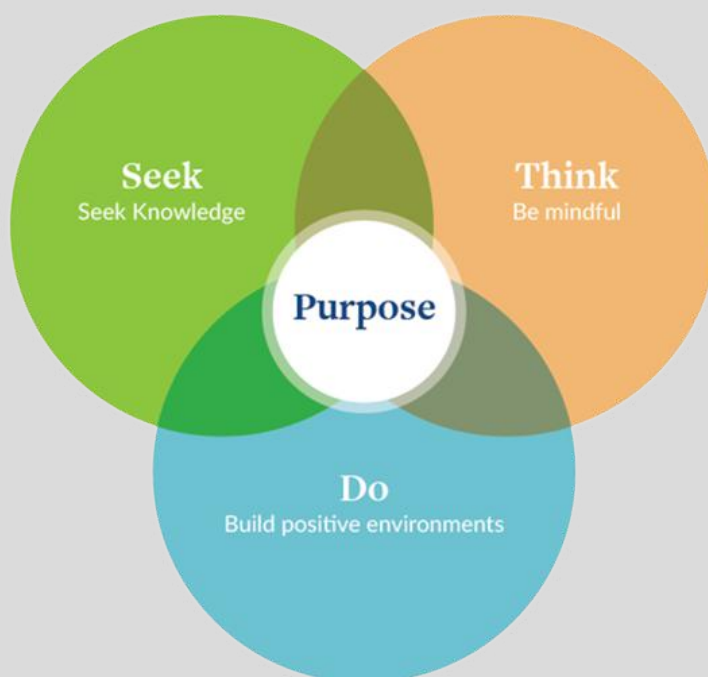 Seek
Seek Knowledge
Think
Be mindful
Purpose
Do
Build positive environments